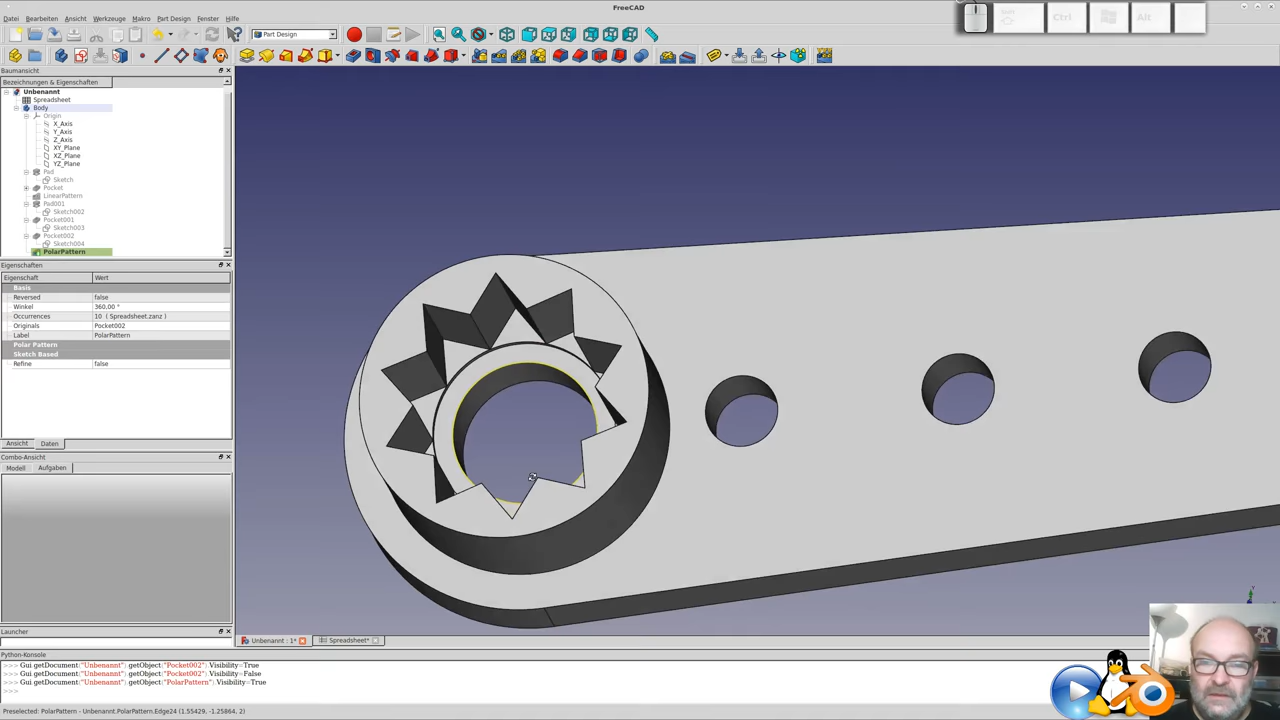 FreeCAD
Datei Bearbeiten Ansicht Werkzeuge Makro Part Design Fenster Hilfe
Part Design
Shift
Ctrl
Alt
Baumansicht
Bezeichnungen & Eigenschaften
Unbenannt
Spreadsheet
Body
Origin
X_Axis
Y_Axis
Z_Axis
XY_Plane
XZ_Plane
YZ_Plane
Pad
Sketch
Pocket
LinearPattern
Pad001
Sketch002
Pocket001
Sketch003
Pocket002
Sketch004
PolarPattern
Eigenschaften
Eigenschaft Wert
Basis
Reversed false
Winkel 360,00 °
Occurrences 10 ( Spreadsheet.zanz )
Originals Pocket002
Label PolarPattern
Polar Pattern
Sketch Based
Refine false
Ansicht Daten
Combo-Ansicht
Modell Aufgaben
Launcher
Unbenannt : 1* Spreadsheet*
Python-Konsole
>>> Gui.getDocument("Unbenannt").getObject("Pocket002").Visibility=True
>>> Gui.getDocument("Unbenannt").getObject("Pocket002").Visibility=False
>>> Gui.getDocument("Unbenannt").getObject("PolarPattern").Visibility=True
>>>
Preselected: PolarPattern - Unbenannt.PolarPattern.Edge24 (1.55429, -1.25864, 2)